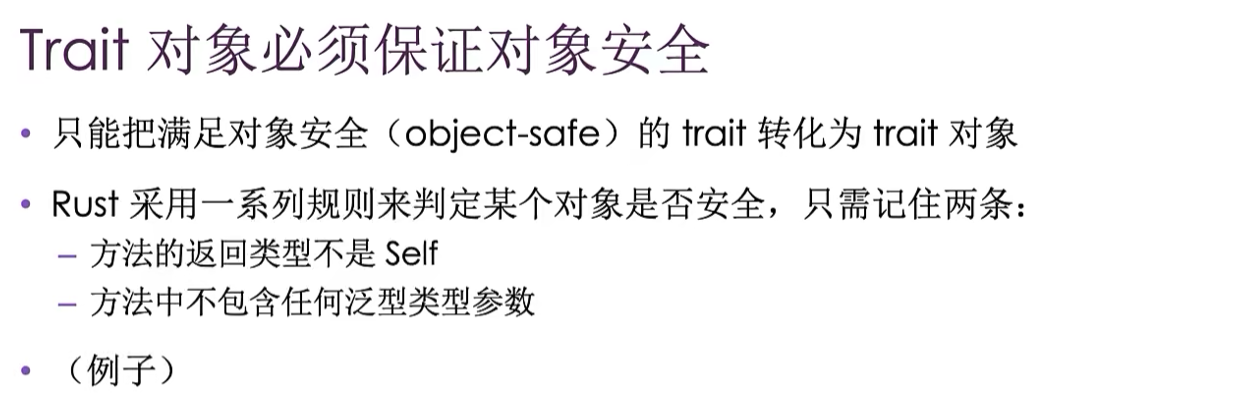 Trait 对象必须保证对象安全
• 只能把满足对象安全（object-safe）的 trait 转化为 trait 对象
• Rust 采用一系列规则来判定某个对象是否安全，只需记住两条：
– 方法的返回类型不是 Self
– 方法中不包含任何泛型类型参数
• （例子）